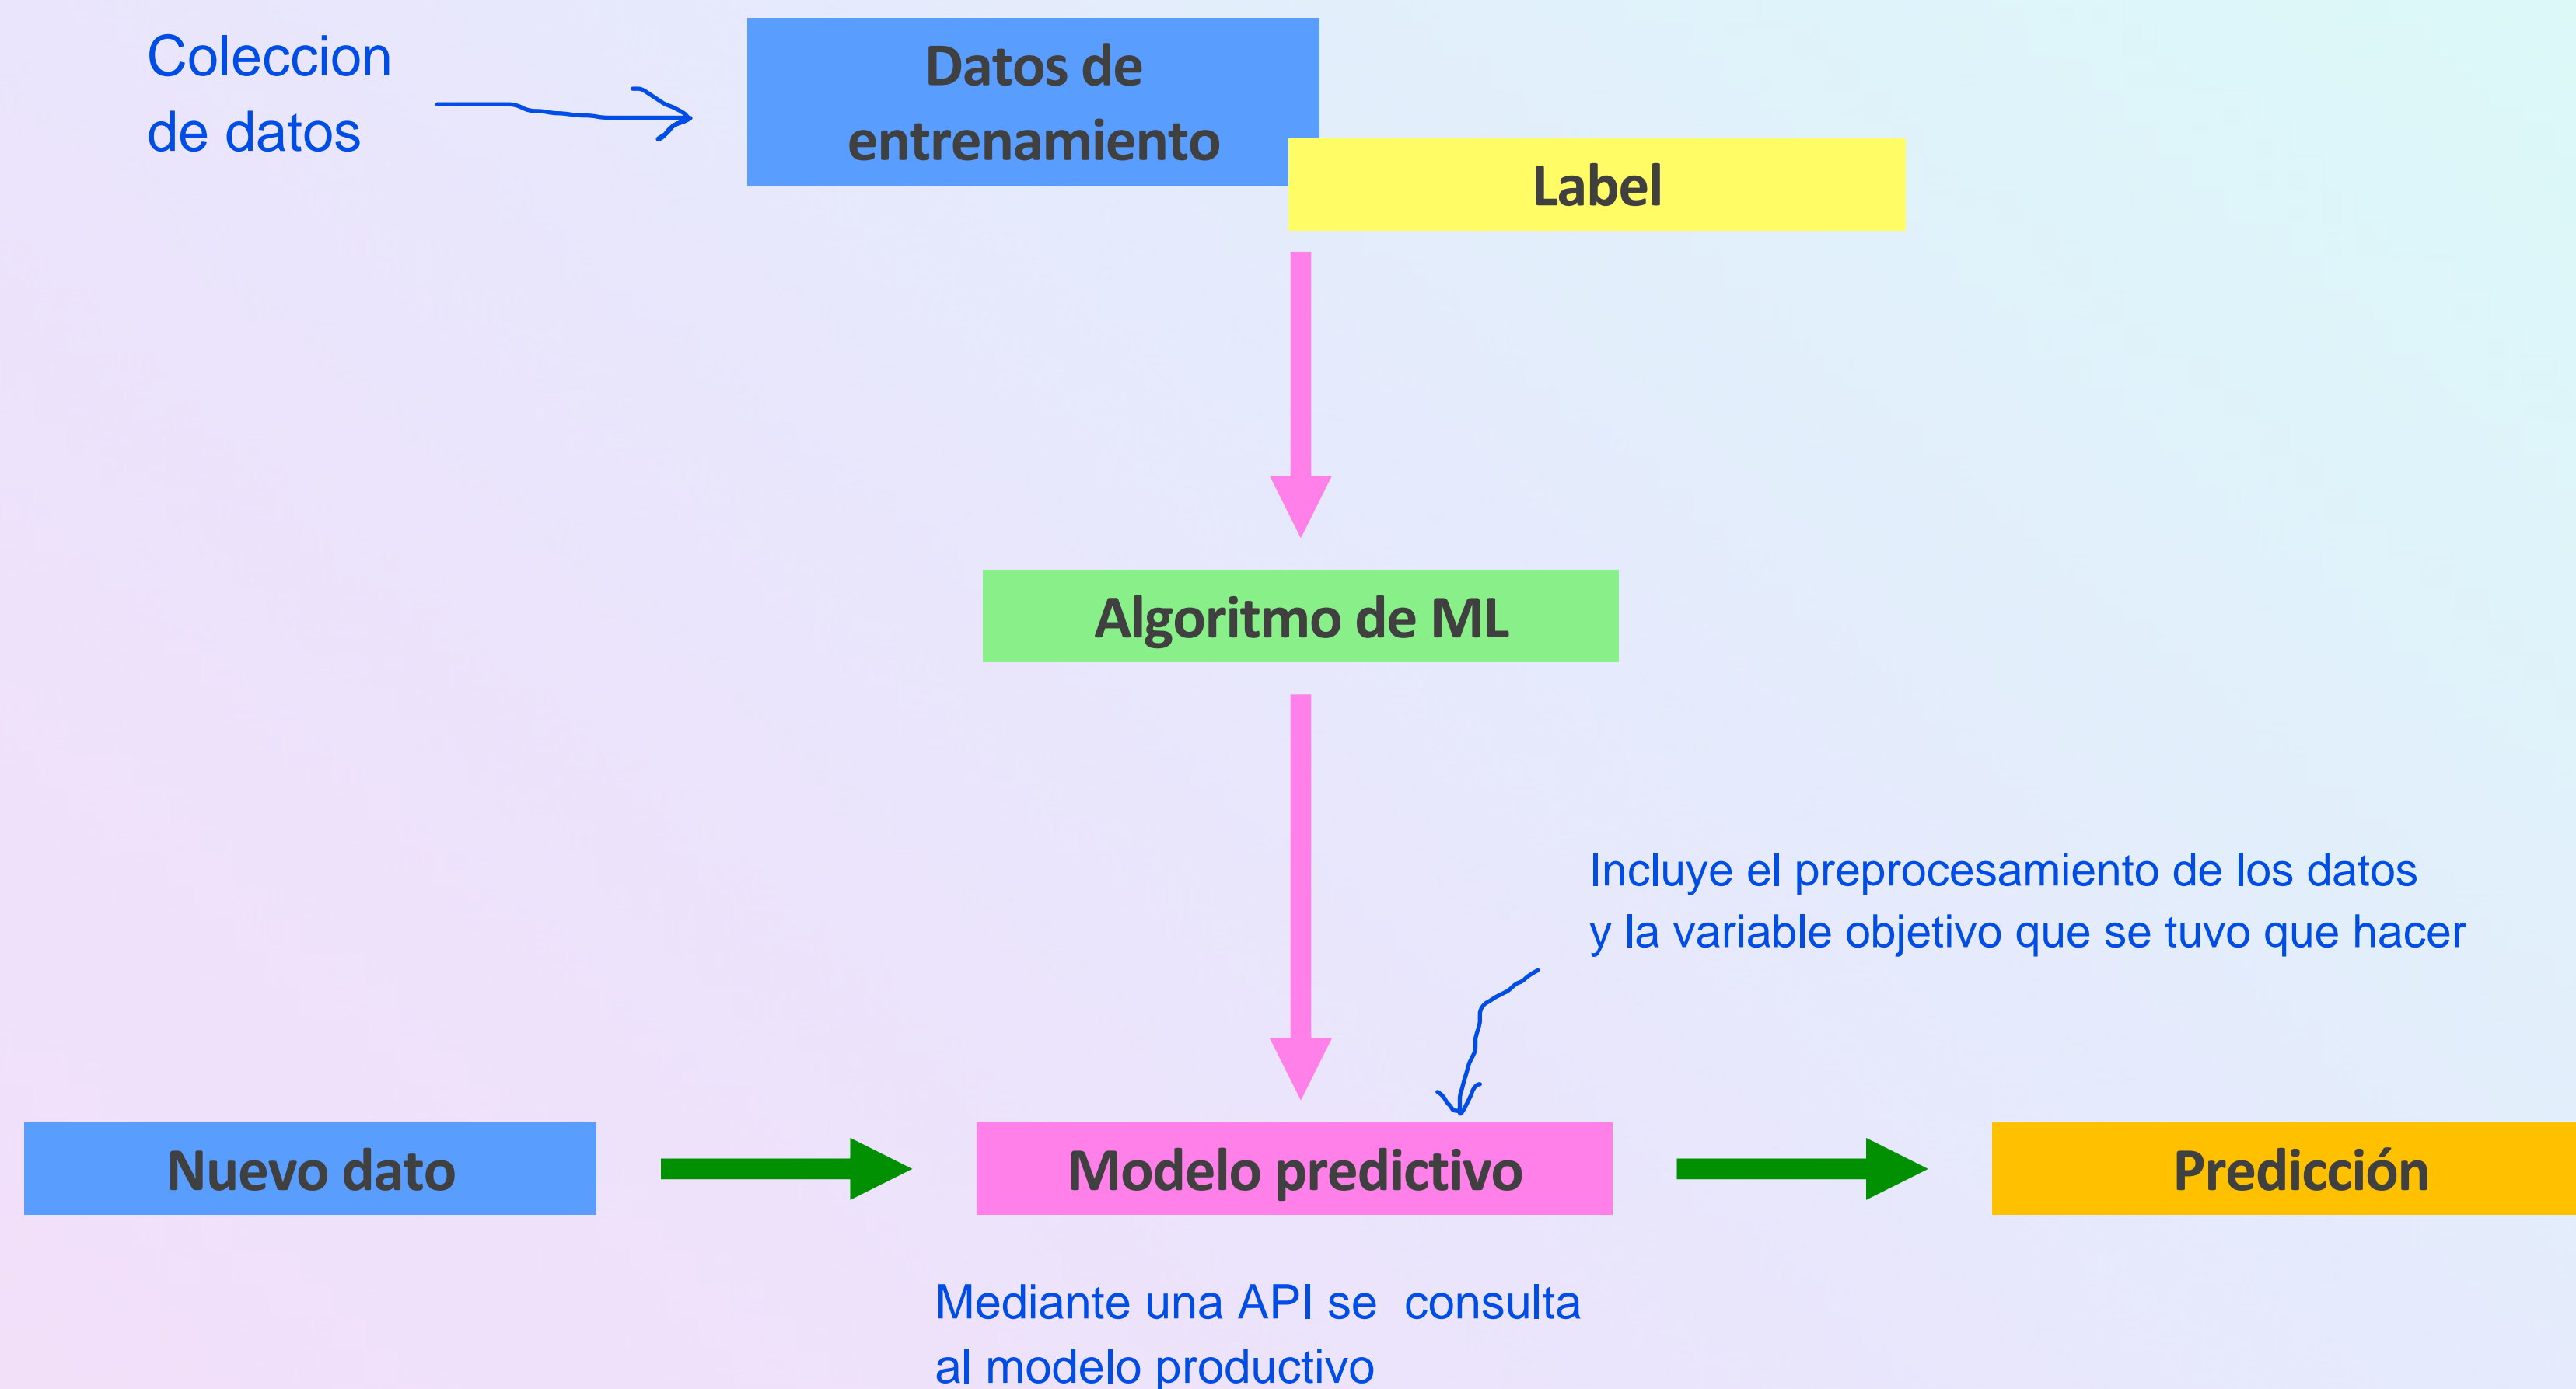 Coleccion
de datos
Datos de
entrenamiento
Label
Algoritmo de ML
Incluye el preprocesamiento de los datos
y la variable objetivo que se tuvo que hacer
Nuevo dato
Modelo predictivo
Predicción
Mediante una API se  consulta
al modelo productivo